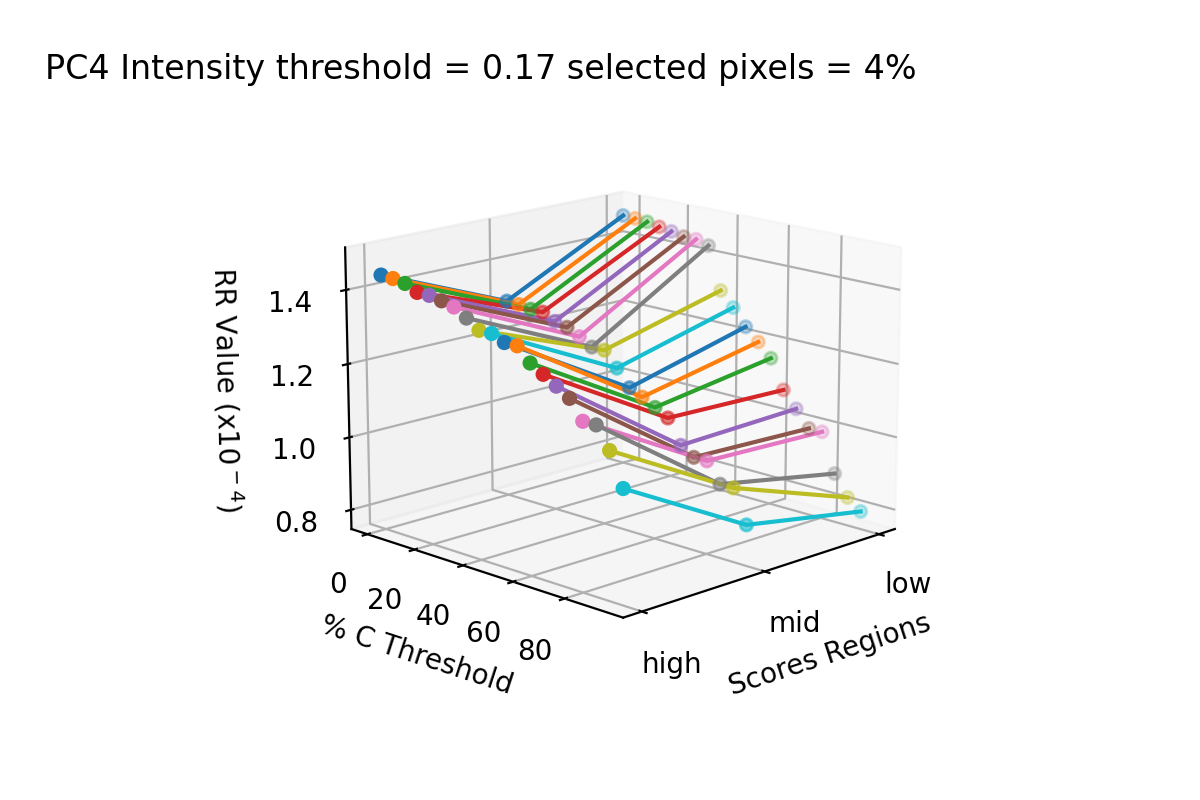 PC4 Intensity threshold = 0.17 selected pixels = 4%
RR Value (x10⁻⁴)
1.4
1.2
1.0
0.8
0
20
40
60
80
% C Threshold
high
mid
low
Scores Regions